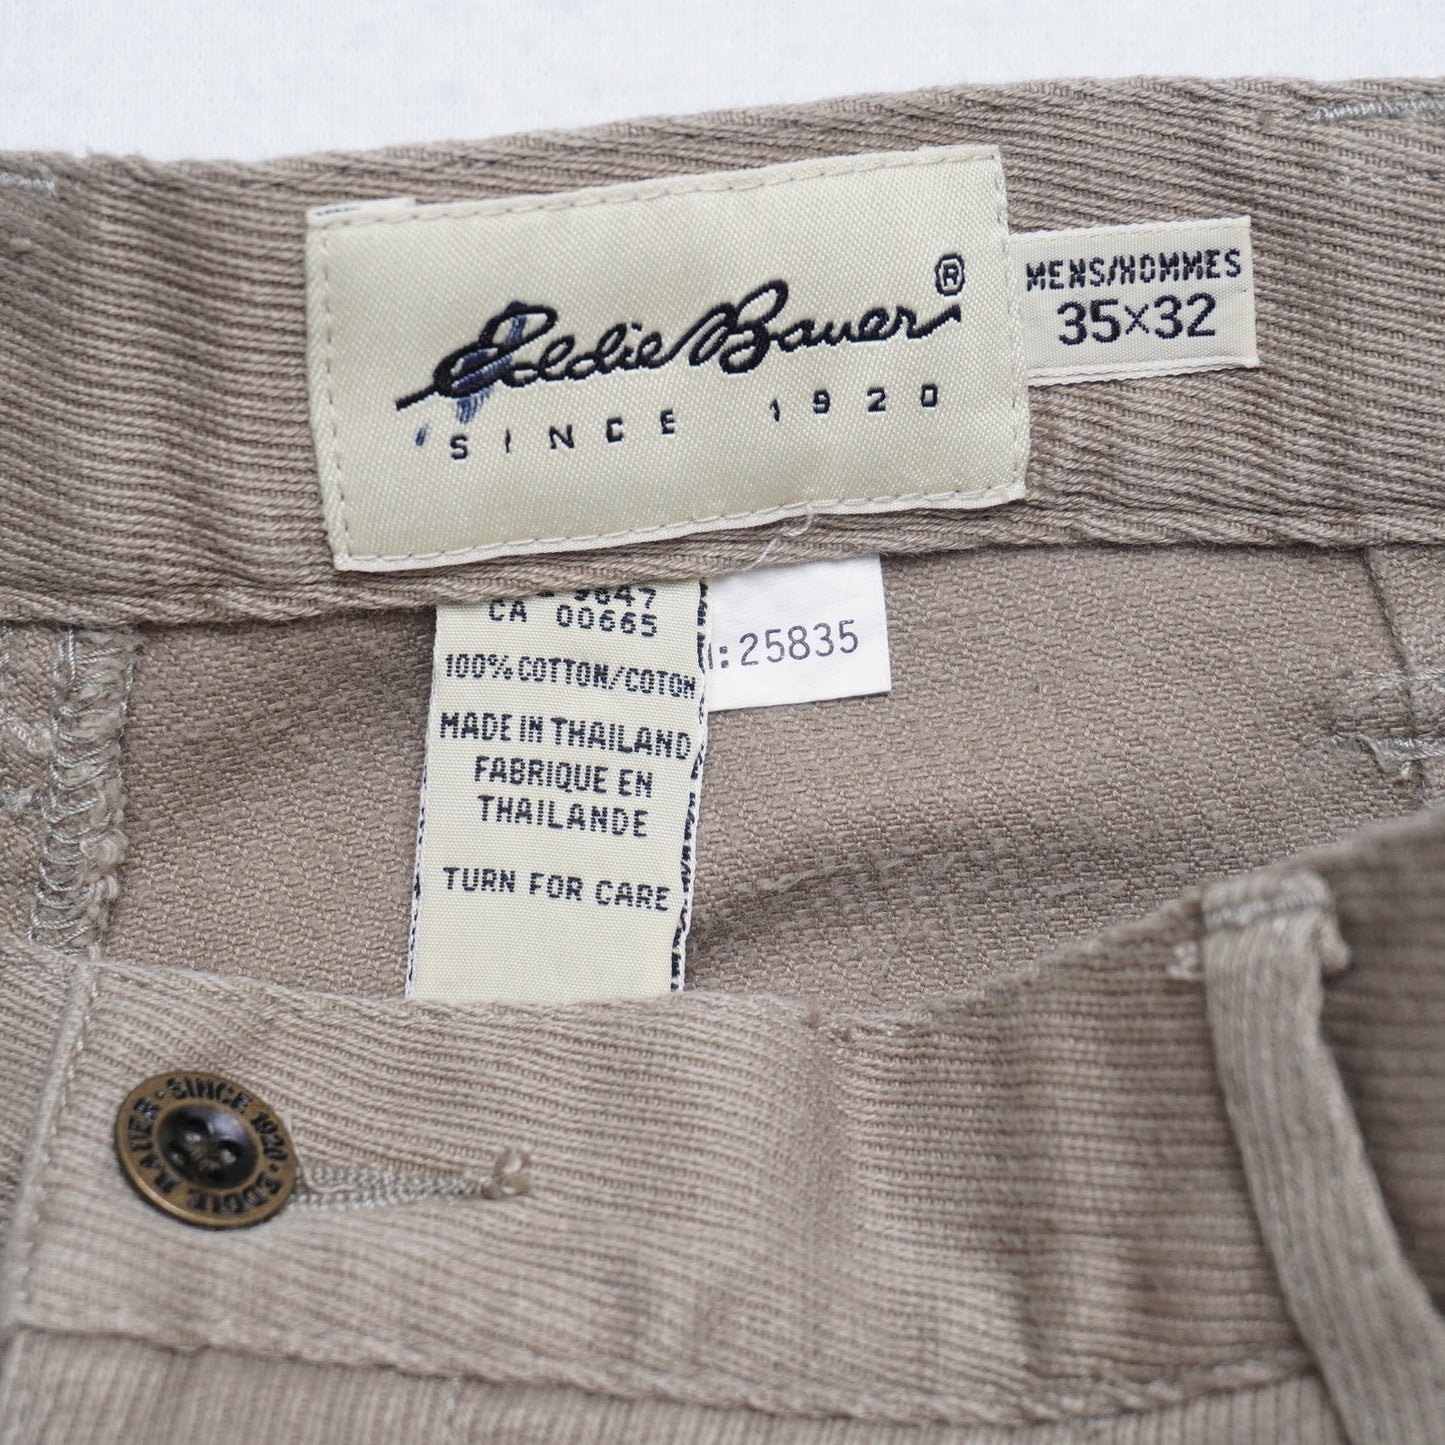 Eddie Bauer®
SINCE 1920
MENS/HOMMES
35×32
CA 00665
:25835
100% COTTON/COTON
MADE IN THAILAND
FABRIQUE EN
THAILANDE
TURN FOR CARE
EDDIE BAUER · SINCE 1920 ·